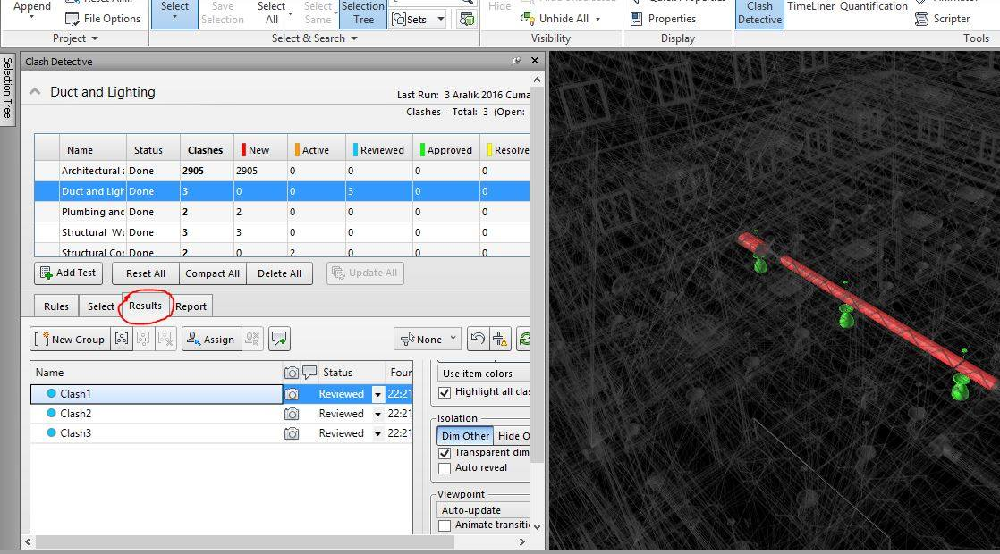 Append
File Options
Project
Select
Save Selection
Select All
Select Same
Selection Tree
Sets
Select & Search
Hide
Unhide All
Visibility
Quick Properties
Properties
Display
Clash Detective
TimeLiner
Quantification
Scripter
Tools
Selection Tree
Clash Detective
Duct and Lighting
Last Run: 3 Aralık 2016 Cuma
Clashes - Total: 3 (Open:
Name Status Clashes New Active Reviewed Approved Resolve
Architectural Done 2905 2905 0 0 0 0
Duct and Ligh Done 3 0 0 3 0 0
Plumbing anc Done 2 2 0 0 0 0
Structural Wo Done 3 3 0 0 0 0
Structural Cor Done 2 0 2 0 0 0
Add Test Reset All Compact All Delete All Update All
Rules Select Results Report
New Group Assign None
Name Status Four
Clash1 Reviewed 22:21
Clash2 Reviewed 22:21
Clash3 Reviewed 22:21
Use item colors
Highlight all clas
Isolation
Dim Other Hide O
Transparent dim
Auto reveal
Viewpoint
Auto-update
Animate transiti